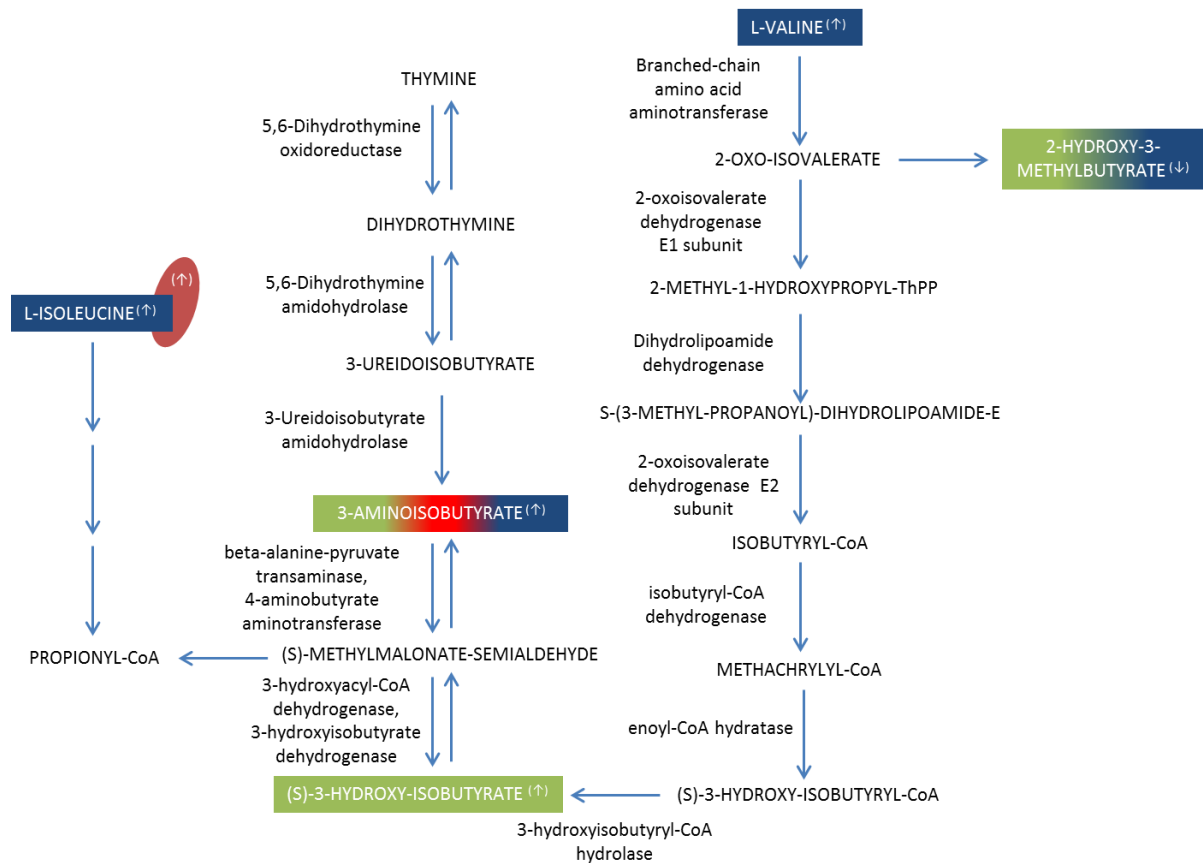 L-VALINE (↑)
Branched-chain
amino acid
aminotransferase
THYMINE
5,6-Dihydrothymine
oxidoreductase
2-OXO-ISOVALERATE
2-HYDROXY-3-
METHYLBUTYRATE (↓)
2-oxoisovalerate
dehydrogenase
E1 subunit
DIHYDROTHYMINE
5,6-Dihydrothymine
amidohydrolase
(↑)
L-ISOLEUCINE (↑)
2-METHYL-1-HYDROXYPROPYL-ThPP
Dihydrolipoamide
dehydrogenase
3-UREIDOISOBUTYRATE
3-Ureidoisobutyrate
amidohydrolase
S-(3-METHYL-PROPANOYL)-DIHYDROLIPOAMIDE-E
2-oxoisovalerate
dehydrogenase E2
subunit
3-AMINOISOBUTYRATE (↑)
ISOBUTYRYL-CoA
beta-alanine-pyruvate
transaminase,
4-aminobutyrate
aminotransferase
isobutyryl-CoA
dehydrogenase
PROPIONYL-CoA
(S)-METHYLMALONATE-SEMIALDEHYDE
METHACHRYLYL-CoA
3-hydroxyacyl-CoA
dehydrogenase,
3-hydroxyisobutyrate
dehydrogenase
enoyl-CoA hydratase
(S)-3-HYDROXY-ISOBUTYRATE (↑)
(S)-3-HYDROXY-ISOBUTYRYL-CoA
3-hydroxyisobutyryl-CoA
hydrolase